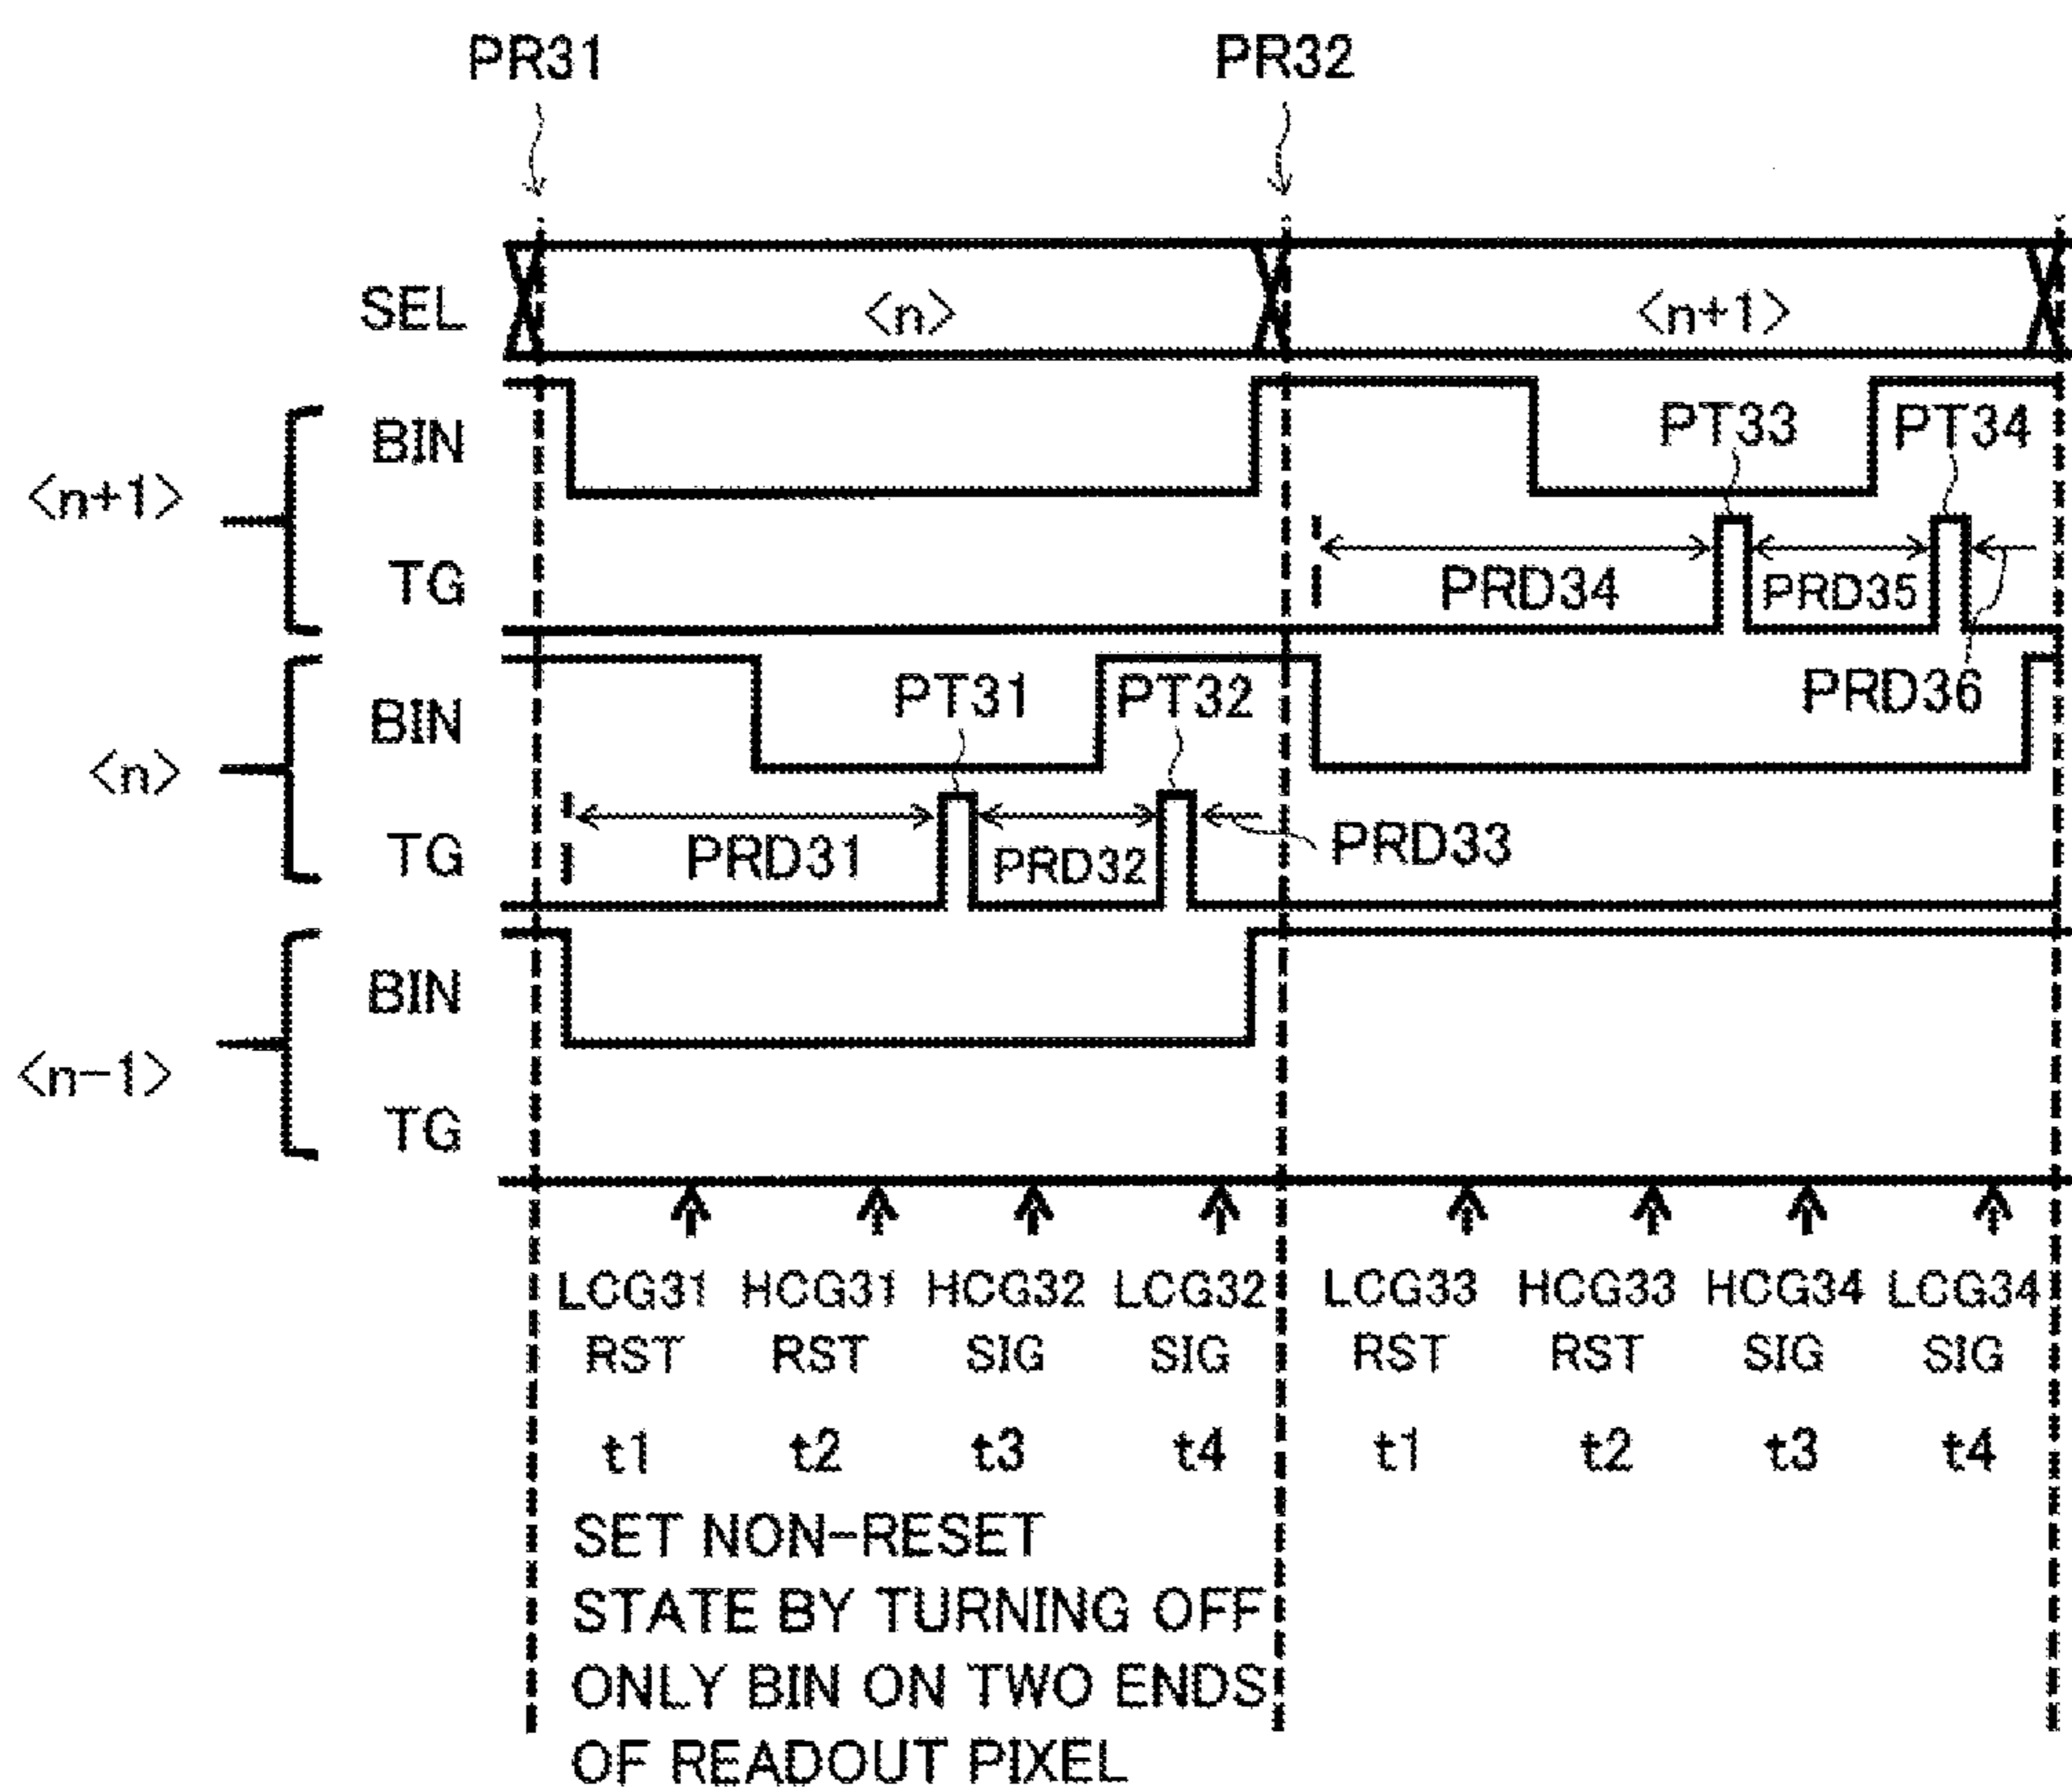 PR31 PR32
SEL <n> <n+1>
<n+1> BIN PT33 PT34
TG PRD34 PRD35 PRD36
<n> BIN PT31 PT32
TG PRD31 PRD32 PRD33
<n-1> BIN
TG
LCG31 HCG31 HCG32 LCG32 LCG33 HCG33 HCG34 LCG34
RST RST SIG SIG RST RST SIG SIG
t1 t2 t3 t4 t1 t2 t3 t4
SET NON-RESET
STATE BY TURNING OFF
ONLY BIN ON TWO ENDS
OF READOUT PIXEL